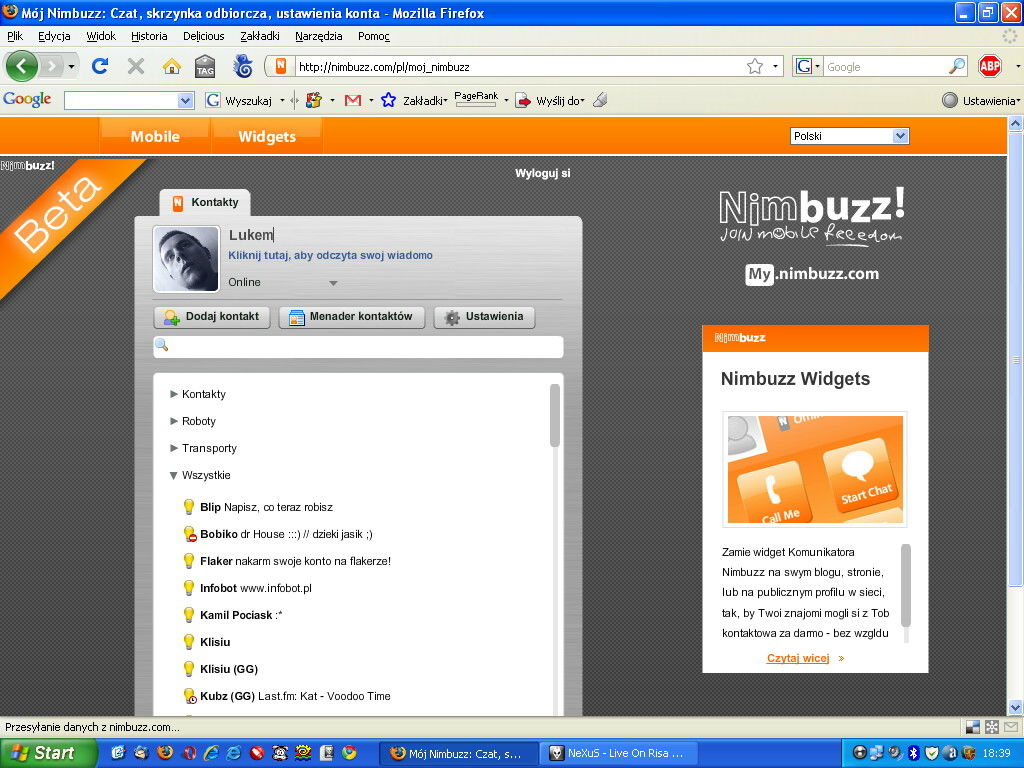 Mój Nimbuzz: Czat, skrzynka odbiorcza, ustawienia konta - Mozilla Firefox
Plik Edycja Widok Historia Delicious Zakładki Narzędzia Pomoc
TAG http://nimbuzz.com/pl/moj_nimbuzz G Google ABP
Google G Wyszukaj Zakładki PageRank Wyślij do Ustawienia
Mobile Widgets Polski
Nimbuzz!
Beta
Wyloguj si
Kontakty
Lukem
Kliknij tutaj, aby odczyta swoj wiadomo
Online
Dodaj kontakt Menader kontaktów Ustawienia
Kontakty
Roboty
Transporty
Wszystkie
Blip Napisz, co teraz robisz
Bobiko dr House :::) // dzieki jasik ;)
Flaker nakarm swoje konto na flakerze!
Infobot www.infobot.pl
Kamil Pociask :*
Klisiu
Klisiu (GG)
Kubz (GG) Last.fm: Kat - Voodoo Time
Nimbuzz!
JOIN mobile freedom
My.nimbuzz.com
Nimbuzz
Nimbuzz Widgets
Call Me
Start Chat
Zamie widget Komunikatora
Nimbuzz na swym blogu, stronie,
lub na publicznym profilu w sieci,
tak, by Twoi znajomi mogli si z Tob
kontaktowa za darmo - bez wzgldu
Czytaj wicej »
Przesyłanie danych z nimbuzz.com...
Start Mój Nimbuzz: Czat, s... NeXuS - Live On Risa ... 18:39